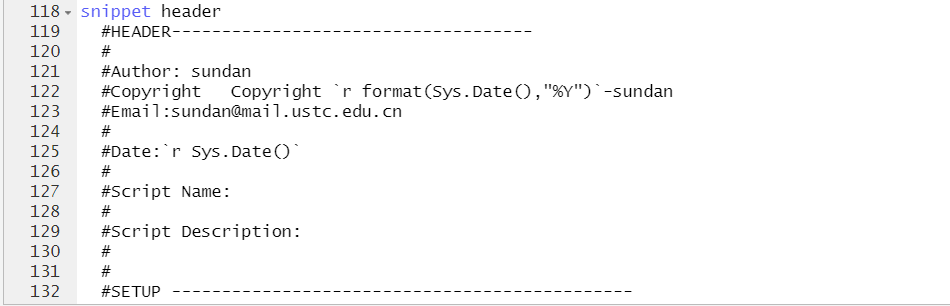 118 snippet header
119 #HEADER------------------------------------
120 #
121 #Author: sundan
122 #Copyright   Copyright `r format(Sys.Date(),"%Y")`-sundan
123 #Email:sundan@mail.ustc.edu.cn
124 #
125 #Date:`r Sys.Date()`
126 #
127 #Script Name:
128 #
129 #Script Description:
130 #
131 #
132 #SETUP ----------------------------------------------